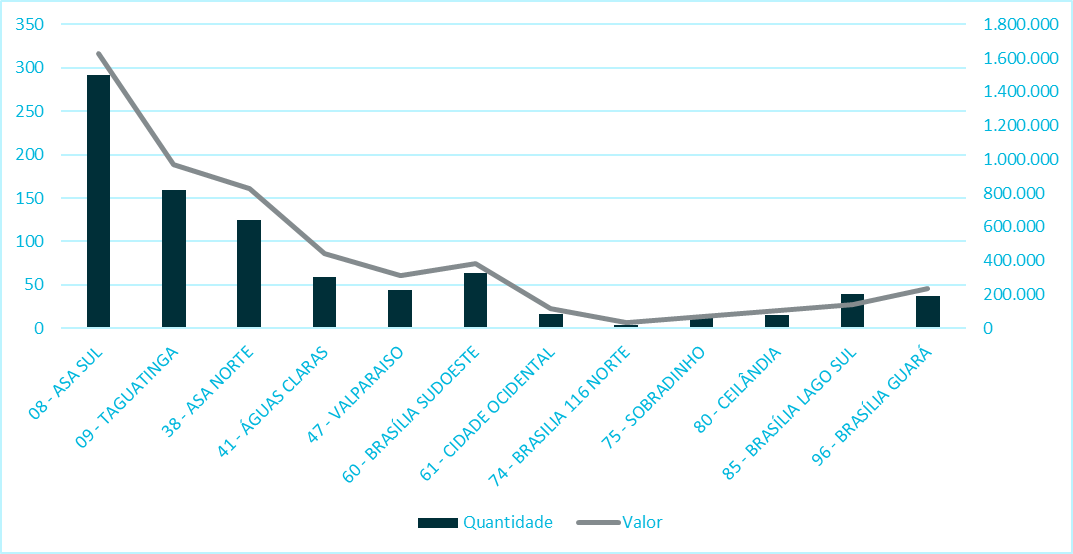 350
300
250
200
150
100
50
0
1.800.000
1.600.000
1.400.000
1.200.000
1.000.000
800.000
600.000
400.000
200.000
0
08 - ASA SUL
09 - TAGUATINGA
38 - ASA NORTE
41 - ÁGUAS CLARAS
47 - VALPARAISO
60 - BRASÍLIA SUDOESTE
61 - CIDADE OCIDENTAL
74 - BRASILIA 116 NORTE
75 - SOBRADINHO
80 - CEILÂNDIA
85 - BRASÍLIA LAGO SUL
96 - BRASÍLIA GUARÁ
Quantidade Valor